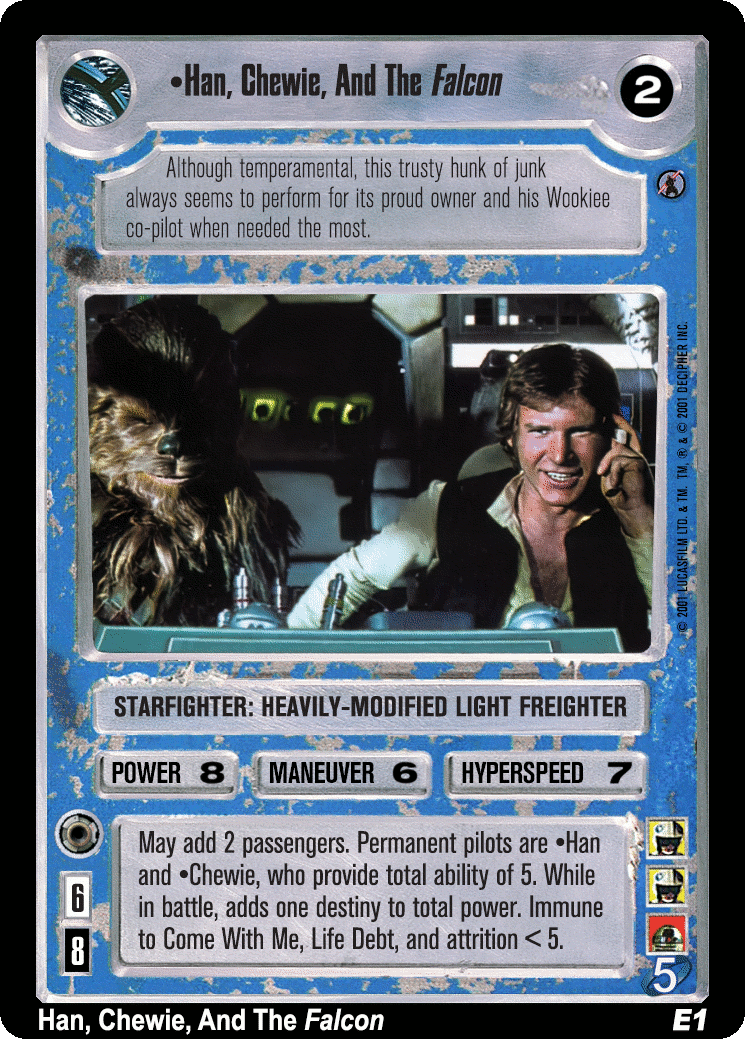 •Han, Chewie, And The Falcon
2
Although temperamental, this trusty hunk of junk
always seems to perform for its proud owner and his Wookiee
co-pilot when needed the most.
© 2001 LUCASFILM LTD. & TM. TM, ® & © 2001 DECIPHER INC.
STARFIGHTER: HEAVILY-MODIFIED LIGHT FREIGHTER
POWER 8
MANEUVER 6
HYPERSPEED 7
May add 2 passengers. Permanent pilots are •Han
and •Chewie, who provide total ability of 5. While
in battle, adds one destiny to total power. Immune
to Come With Me, Life Debt, and attrition < 5.
6
8
5
Han, Chewie, And The Falcon
E1